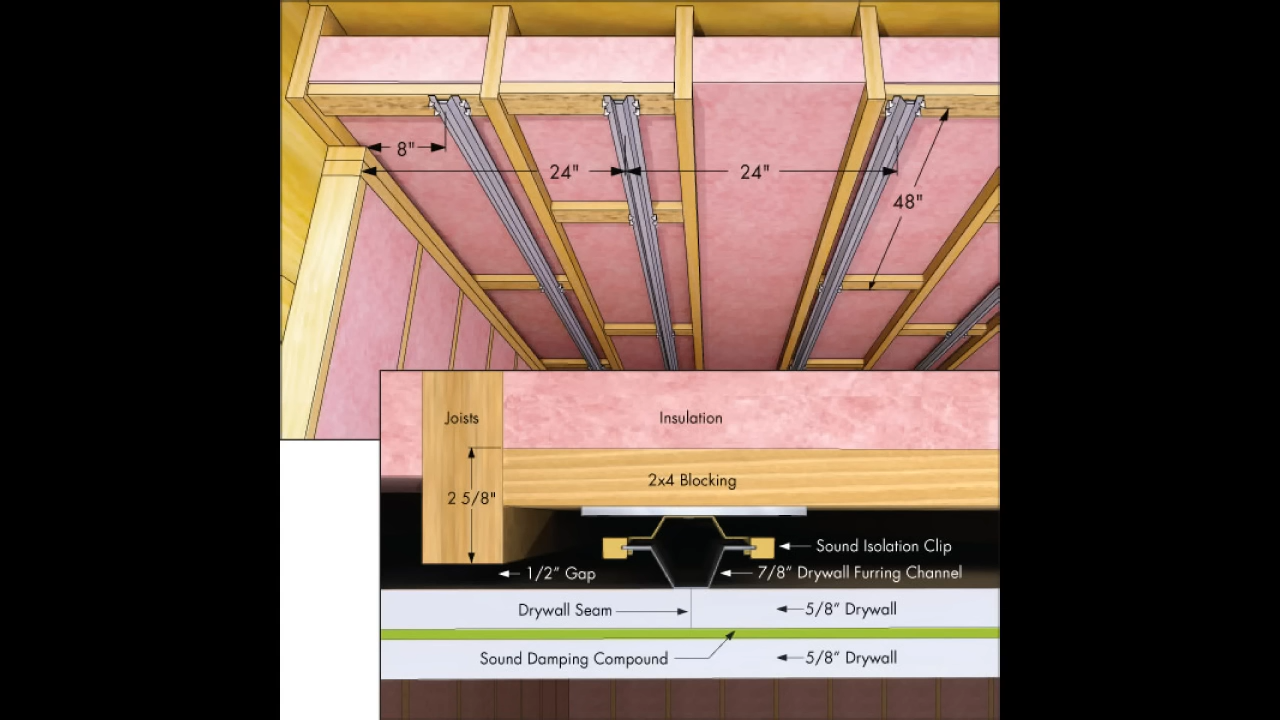 8"
24"
24"
48"
Joists
Insulation
2x4 Blocking
2 5/8"
Sound Isolation Clip
1/2" Gap
7/8" Drywall Furring Channel
Drywall Seam
5/8" Drywall
Sound Damping Compound
5/8" Drywall